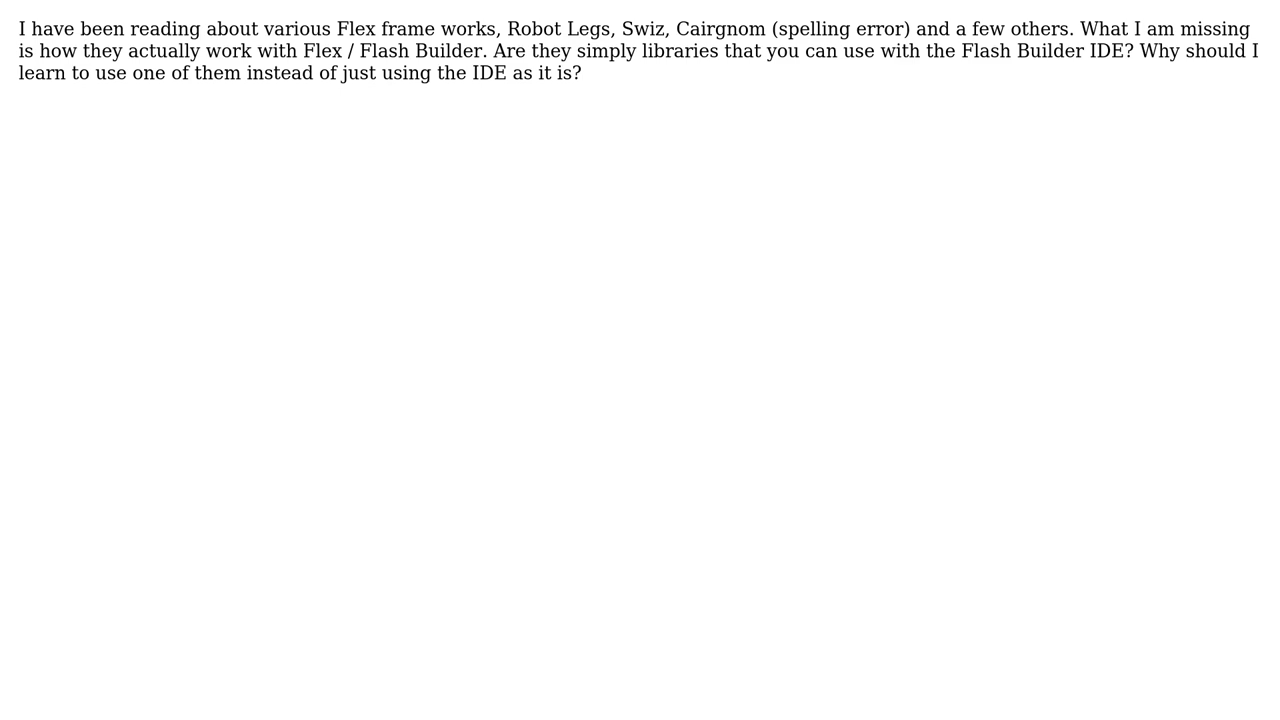 I have been reading about various Flex frame works, Robot Legs, Swiz, Cairgnom (spelling error) and a few others. What I am missing
is how they actually work with Flex / Flash Builder. Are they simply libraries that you can use with the Flash Builder IDE? Why should I
learn to use one of them instead of just using the IDE as it is?